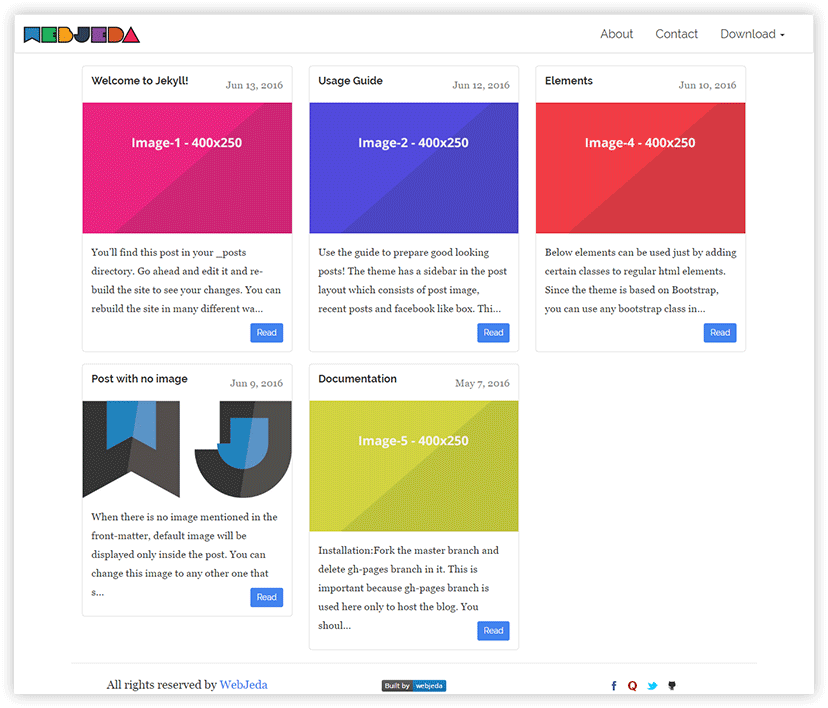 WEBJEDA
About Contact Download
Welcome to Jekyll!
Jun 13, 2016
Image-1 - 400x250
You'll find this post in your _posts
directory. Go ahead and edit it and re-
build the site to see your changes. You can
rebuild the site in many different wa...
Read
Usage Guide
Jun 12, 2016
Image-2 - 400x250
Use the guide to prepare good looking
posts! The theme has a sidebar in the post
layout which consists of post image,
recent posts and facebook like box. Thi...
Read
Elements
Jun 10, 2016
Image-4 - 400x250
Below elements can be used just by adding
certain classes to regular html elements.
Since the theme is based on Bootstrap,
you can use any bootstrap class in...
Read
Post with no image
Jun 9, 2016
WJ
When there is no image mentioned in the
front-matter, default image will be
displayed only inside the post. You can
change this image to any other one that
s...
Read
Documentation
May 7, 2016
Image-5 - 400x250
Installation:Fork the master branch and
delete gh-pages branch in it. This is
important because gh-pages branch is
used here only to host the blog. You
shoul...
Read
All rights reserved by WebJeda
Built by webjeda